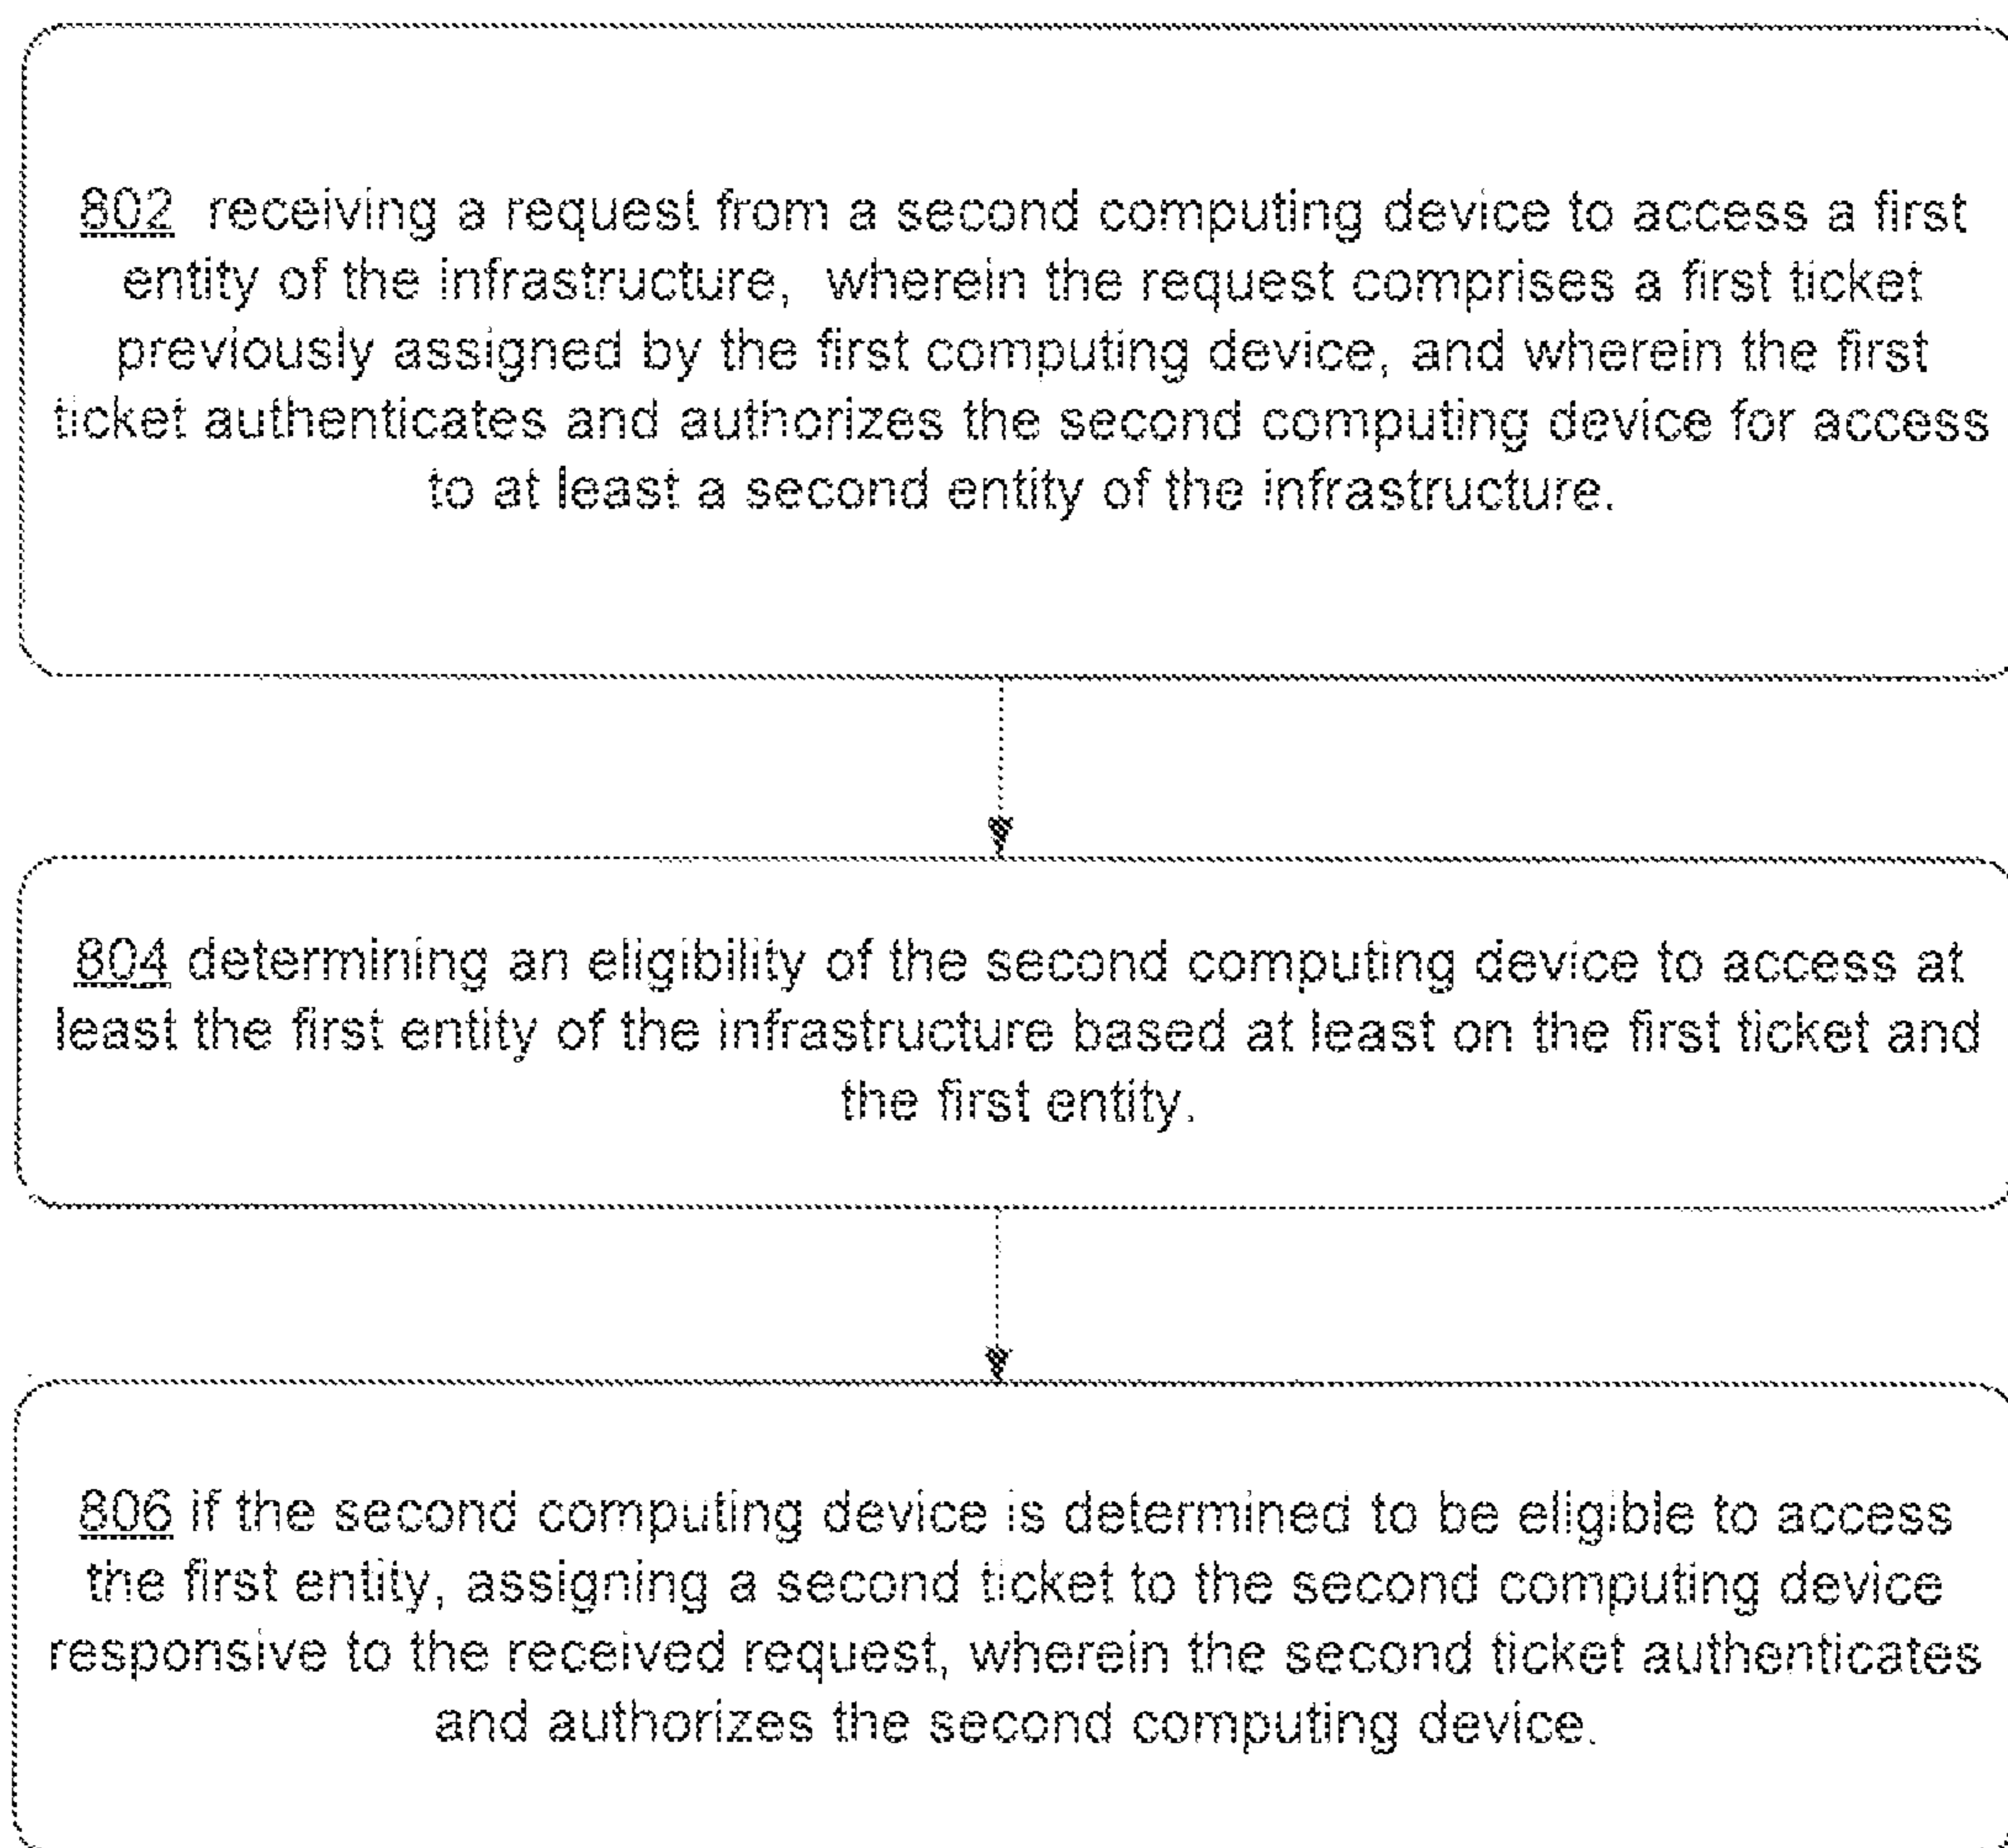 802 receiving a request from a second computing device to access a first
entity of the infrastructure, wherein the request comprises a first ticket
previously assigned by the first computing device, and wherein the first
ticket authenticates and authorizes the second computing device for access
to at least a second entity of the infrastructure.
804 determining an eligibility of the second computing device to access at
least the first entity of the infrastructure based at least on the first ticket and
the first entity.
806 if the second computing device is determined to be eligible to access
the first entity, assigning a second ticket to the second computing device
responsive to the received request, wherein the second ticket authenticates
and authorizes the second computing device.